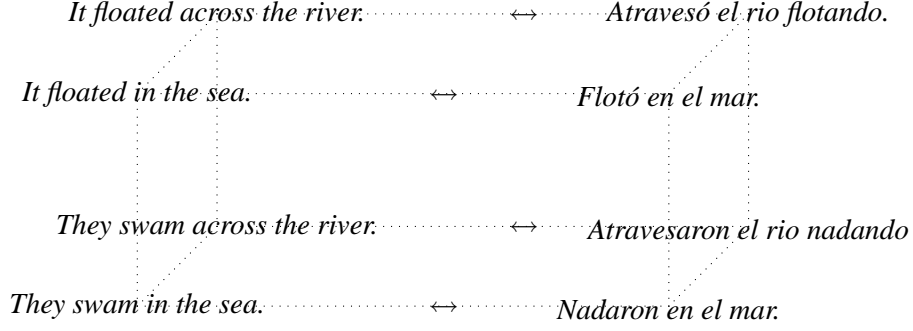 It floated across the river. ↔ Atravesó el rio flotando.
It floated in the sea. ↔ Flotó en el mar.
They swam across the river. ↔ Atravesaron el rio nadando
They swam in the sea. ↔ Nadaron en el mar.